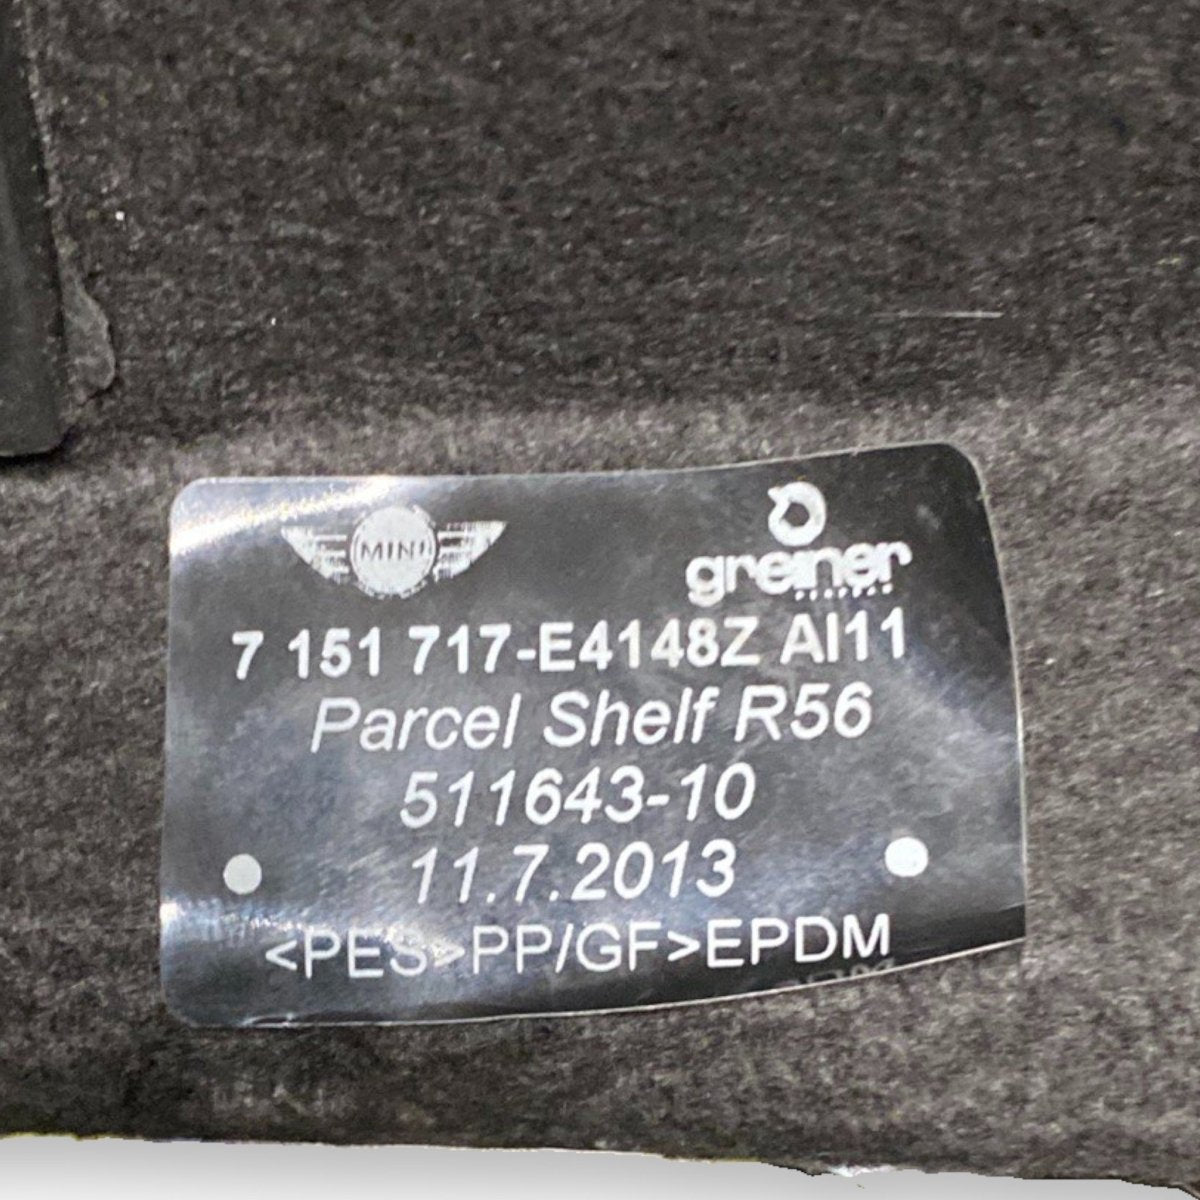 MINI
greiner
7 151 717-E4148Z AI11
Parcel Shelf R56
511643-10
11.7.2013
<PES>PP/GF>EPDM